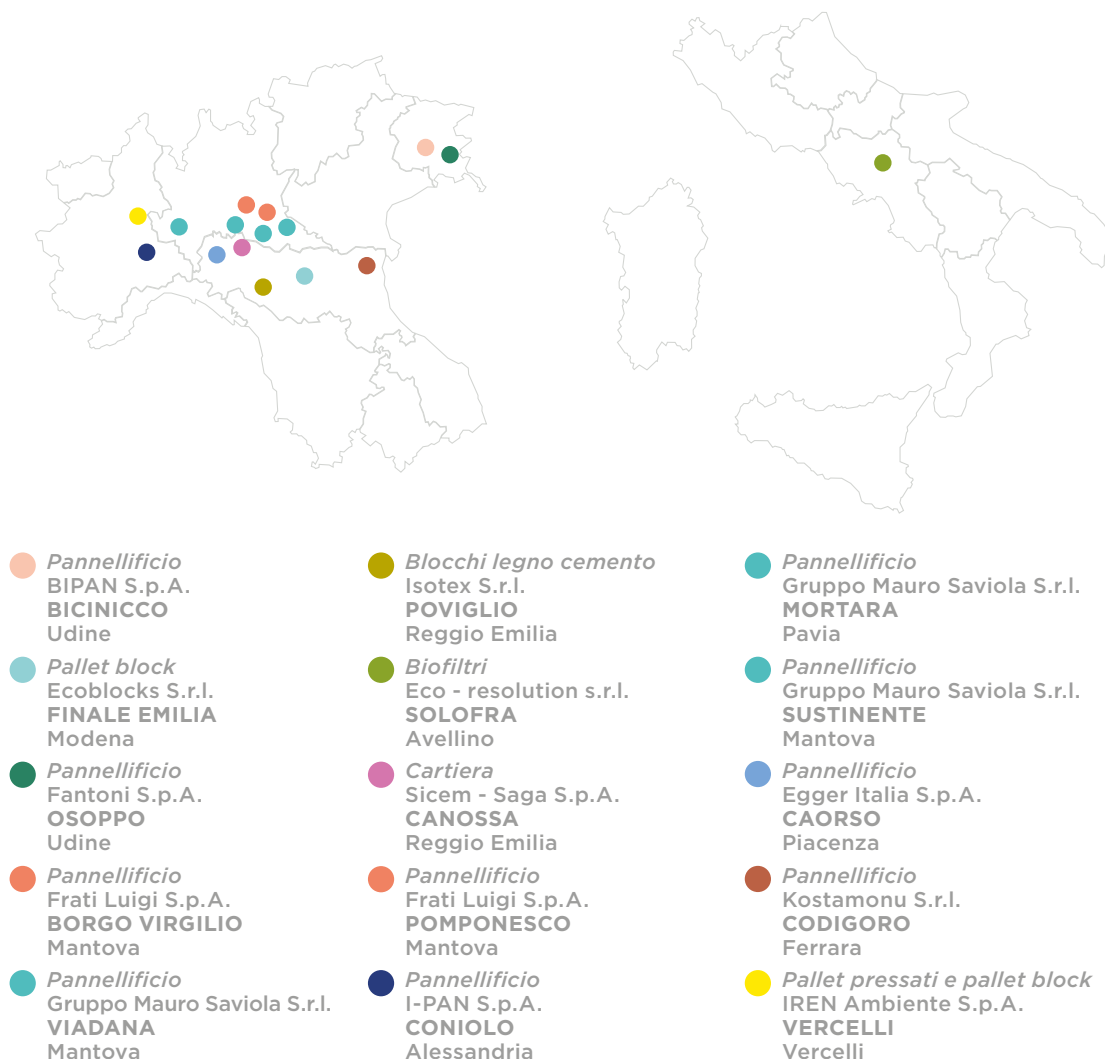 Pannellificio
BIPAN S.p.A.
BICINICCO
Udine
Pallet block
Ecoblocks S.r.l.
FINALE EMILIA
Modena
Pannellificio
Fantoni S.p.A.
OSOPPO
Udine
Pannellificio
Frati Luigi S.p.A.
BORGO VIRGILIO
Mantova
Pannellificio
Gruppo Mauro Saviola S.r.l.
VIADANA
Mantova
Blocchi legno cemento
Isotex S.r.l.
POVIGLIO
Reggio Emilia
Biofiltri
Eco - resolution s.r.l.
SOLOFRA
Avellino
Cartiera
Sicem - Saga S.p.A.
CANOSSA
Reggio Emilia
Pannellificio
Frati Luigi S.p.A.
POMPONESCO
Mantova
Pannellificio
I-PAN S.p.A.
CONIOLO
Alessandria
Pannellificio
Gruppo Mauro Saviola S.r.l.
MORTARA
Pavia
Pannellificio
Gruppo Mauro Saviola S.r.l.
SUSTINENTE
Mantova
Pannellificio
Egger Italia S.p.A.
CAORSO
Piacenza
Pannellificio
Kostamonu S.r.l.
CODIGORO
Ferrara
Pallet pressati e pallet block
IREN Ambiente S.p.A.
VERCELLI
Vercelli